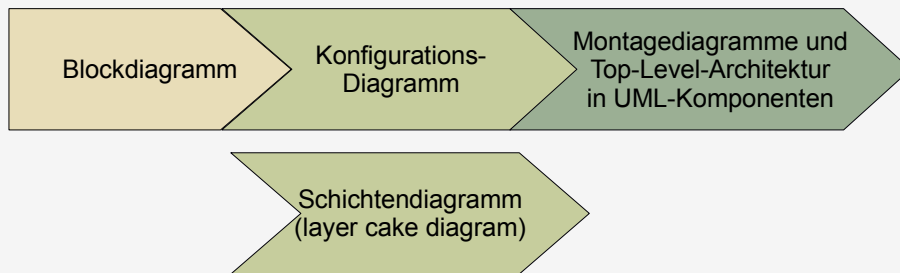 Blockdiagramm
Konfigurations-
Diagramm
Montagediagramme und
Top-Level-Architektur
in UML-Komponenten
Schichtendiagramm
(layer cake diagram)